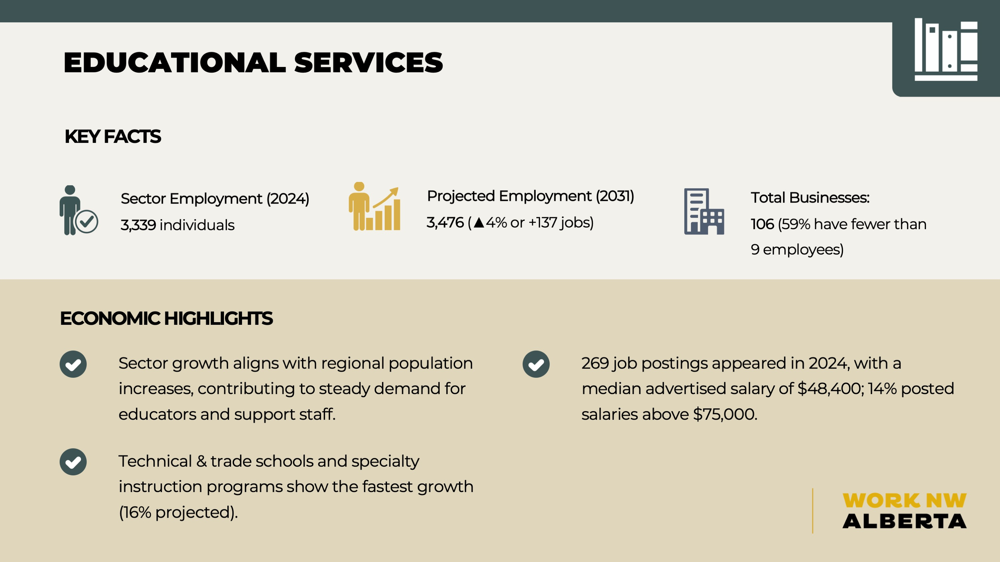 EDUCATIONAL SERVICES
KEY FACTS
Sector Employment (2024)
3,339 individuals
Projected Employment (2031)
3,476 (▲4% or +137 jobs)
Total Businesses:
106 (59% have fewer than
9 employees)
ECONOMIC HIGHLIGHTS
Sector growth aligns with regional population
increases, contributing to steady demand for
educators and support staff.
Technical & trade schools and specialty
instruction programs show the fastest growth
(16% projected).
269 job postings appeared in 2024, with a
median advertised salary of $48,400; 14% posted
salaries above $75,000.
WORK NW
ALBERTA